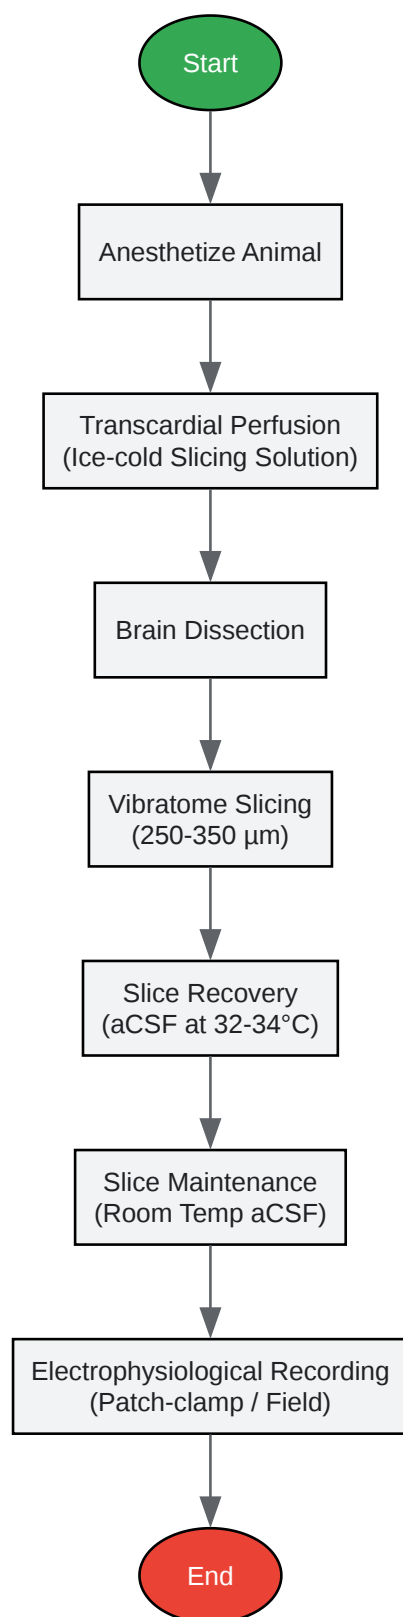 Start
Anesthetize Animal
Transcardial Perfusion
(Ice-cold Slicing Solution)
Brain Dissection
Vibratome Slicing
(250-350 µm)
Slice Recovery
(aCSF at 32-34°C)
Slice Maintenance
(Room Temp aCSF)
Electrophysiological Recording
(Patch-clamp / Field)
End